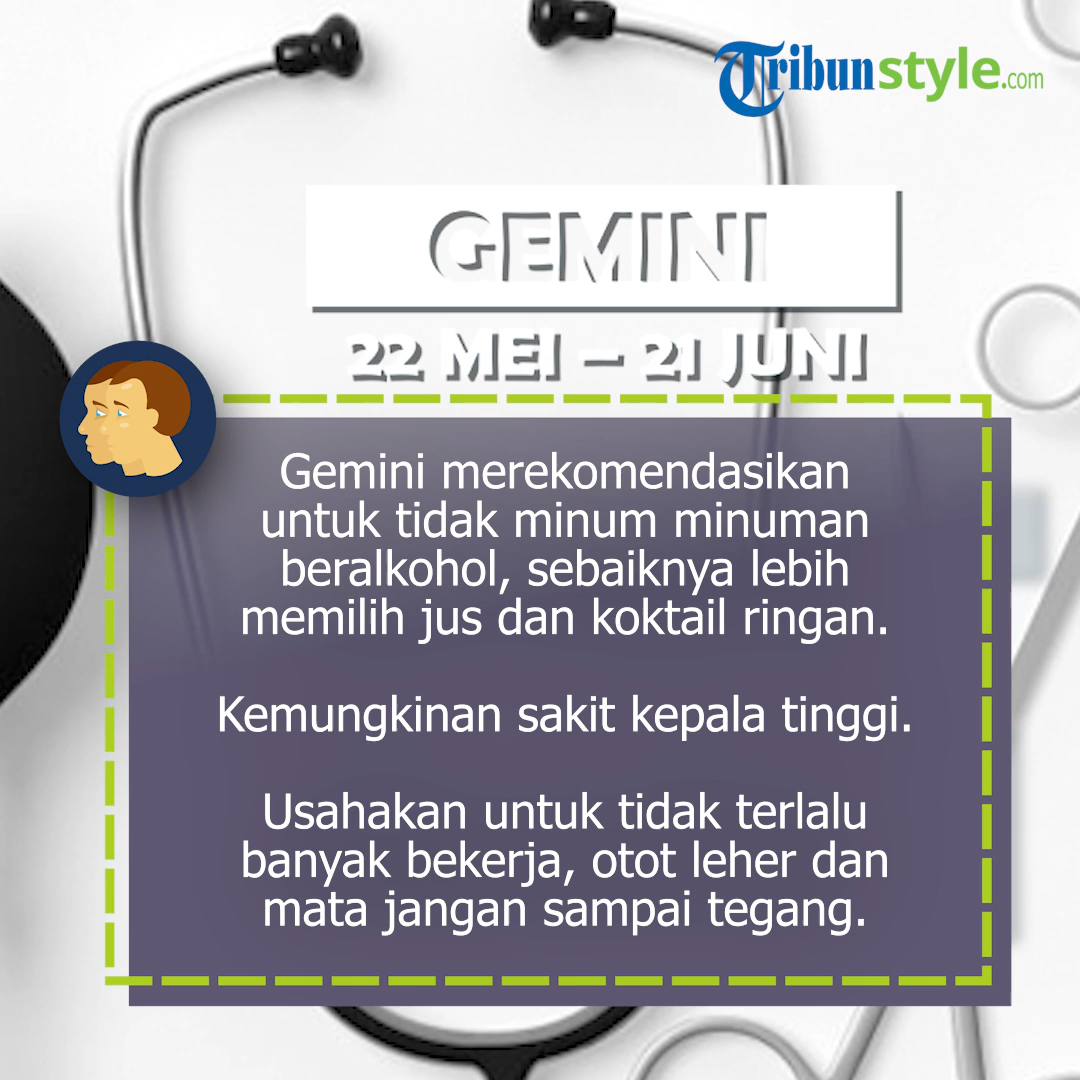 Tribunstyle.com
GEMINI
22 MEI – 21 JUNI
Gemini merekomendasikan
untuk tidak minum minuman
beralkohol, sebaiknya lebih
memilih jus dan koktail ringan.
Kemungkinan sakit kepala tinggi.
Usahakan untuk tidak terlalu
banyak bekerja, otot leher dan
mata jangan sampai tegang.